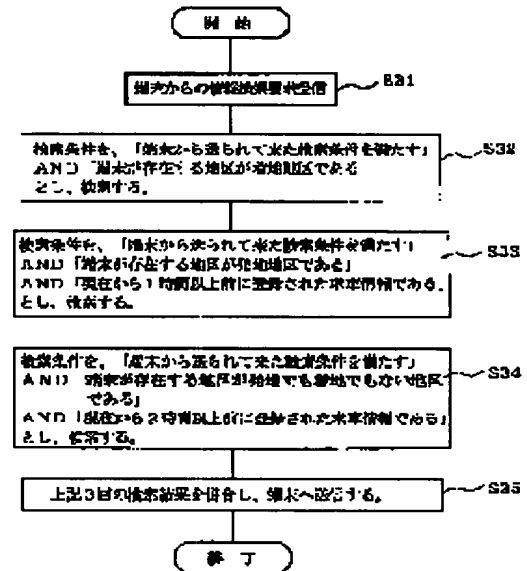 開 始
端末からの情報検索要求受信
S31
検索条件を、「端末から送られて来た検索条件を満たす」
AND「端末が存在する地区が着地地区である
とし、検索する。
S32
検索条件を、「端末から送られて来た検索条件を満たす」
AND「端末が存在する地区が発地地区である」
AND「現在から1時間以上前に登録された求車情報である」
とし、検索する。
S33
検索条件を、「端末から送られて来た検索条件を満たす」
AND「端末が存在する地区が発地でも着地でもない地区
である」
AND「現在から2時間以上前に登録された求車情報である」
とし、検索する。
S34
上記3回の検索結果を併合し、端末へ送信する。
S35
終 了